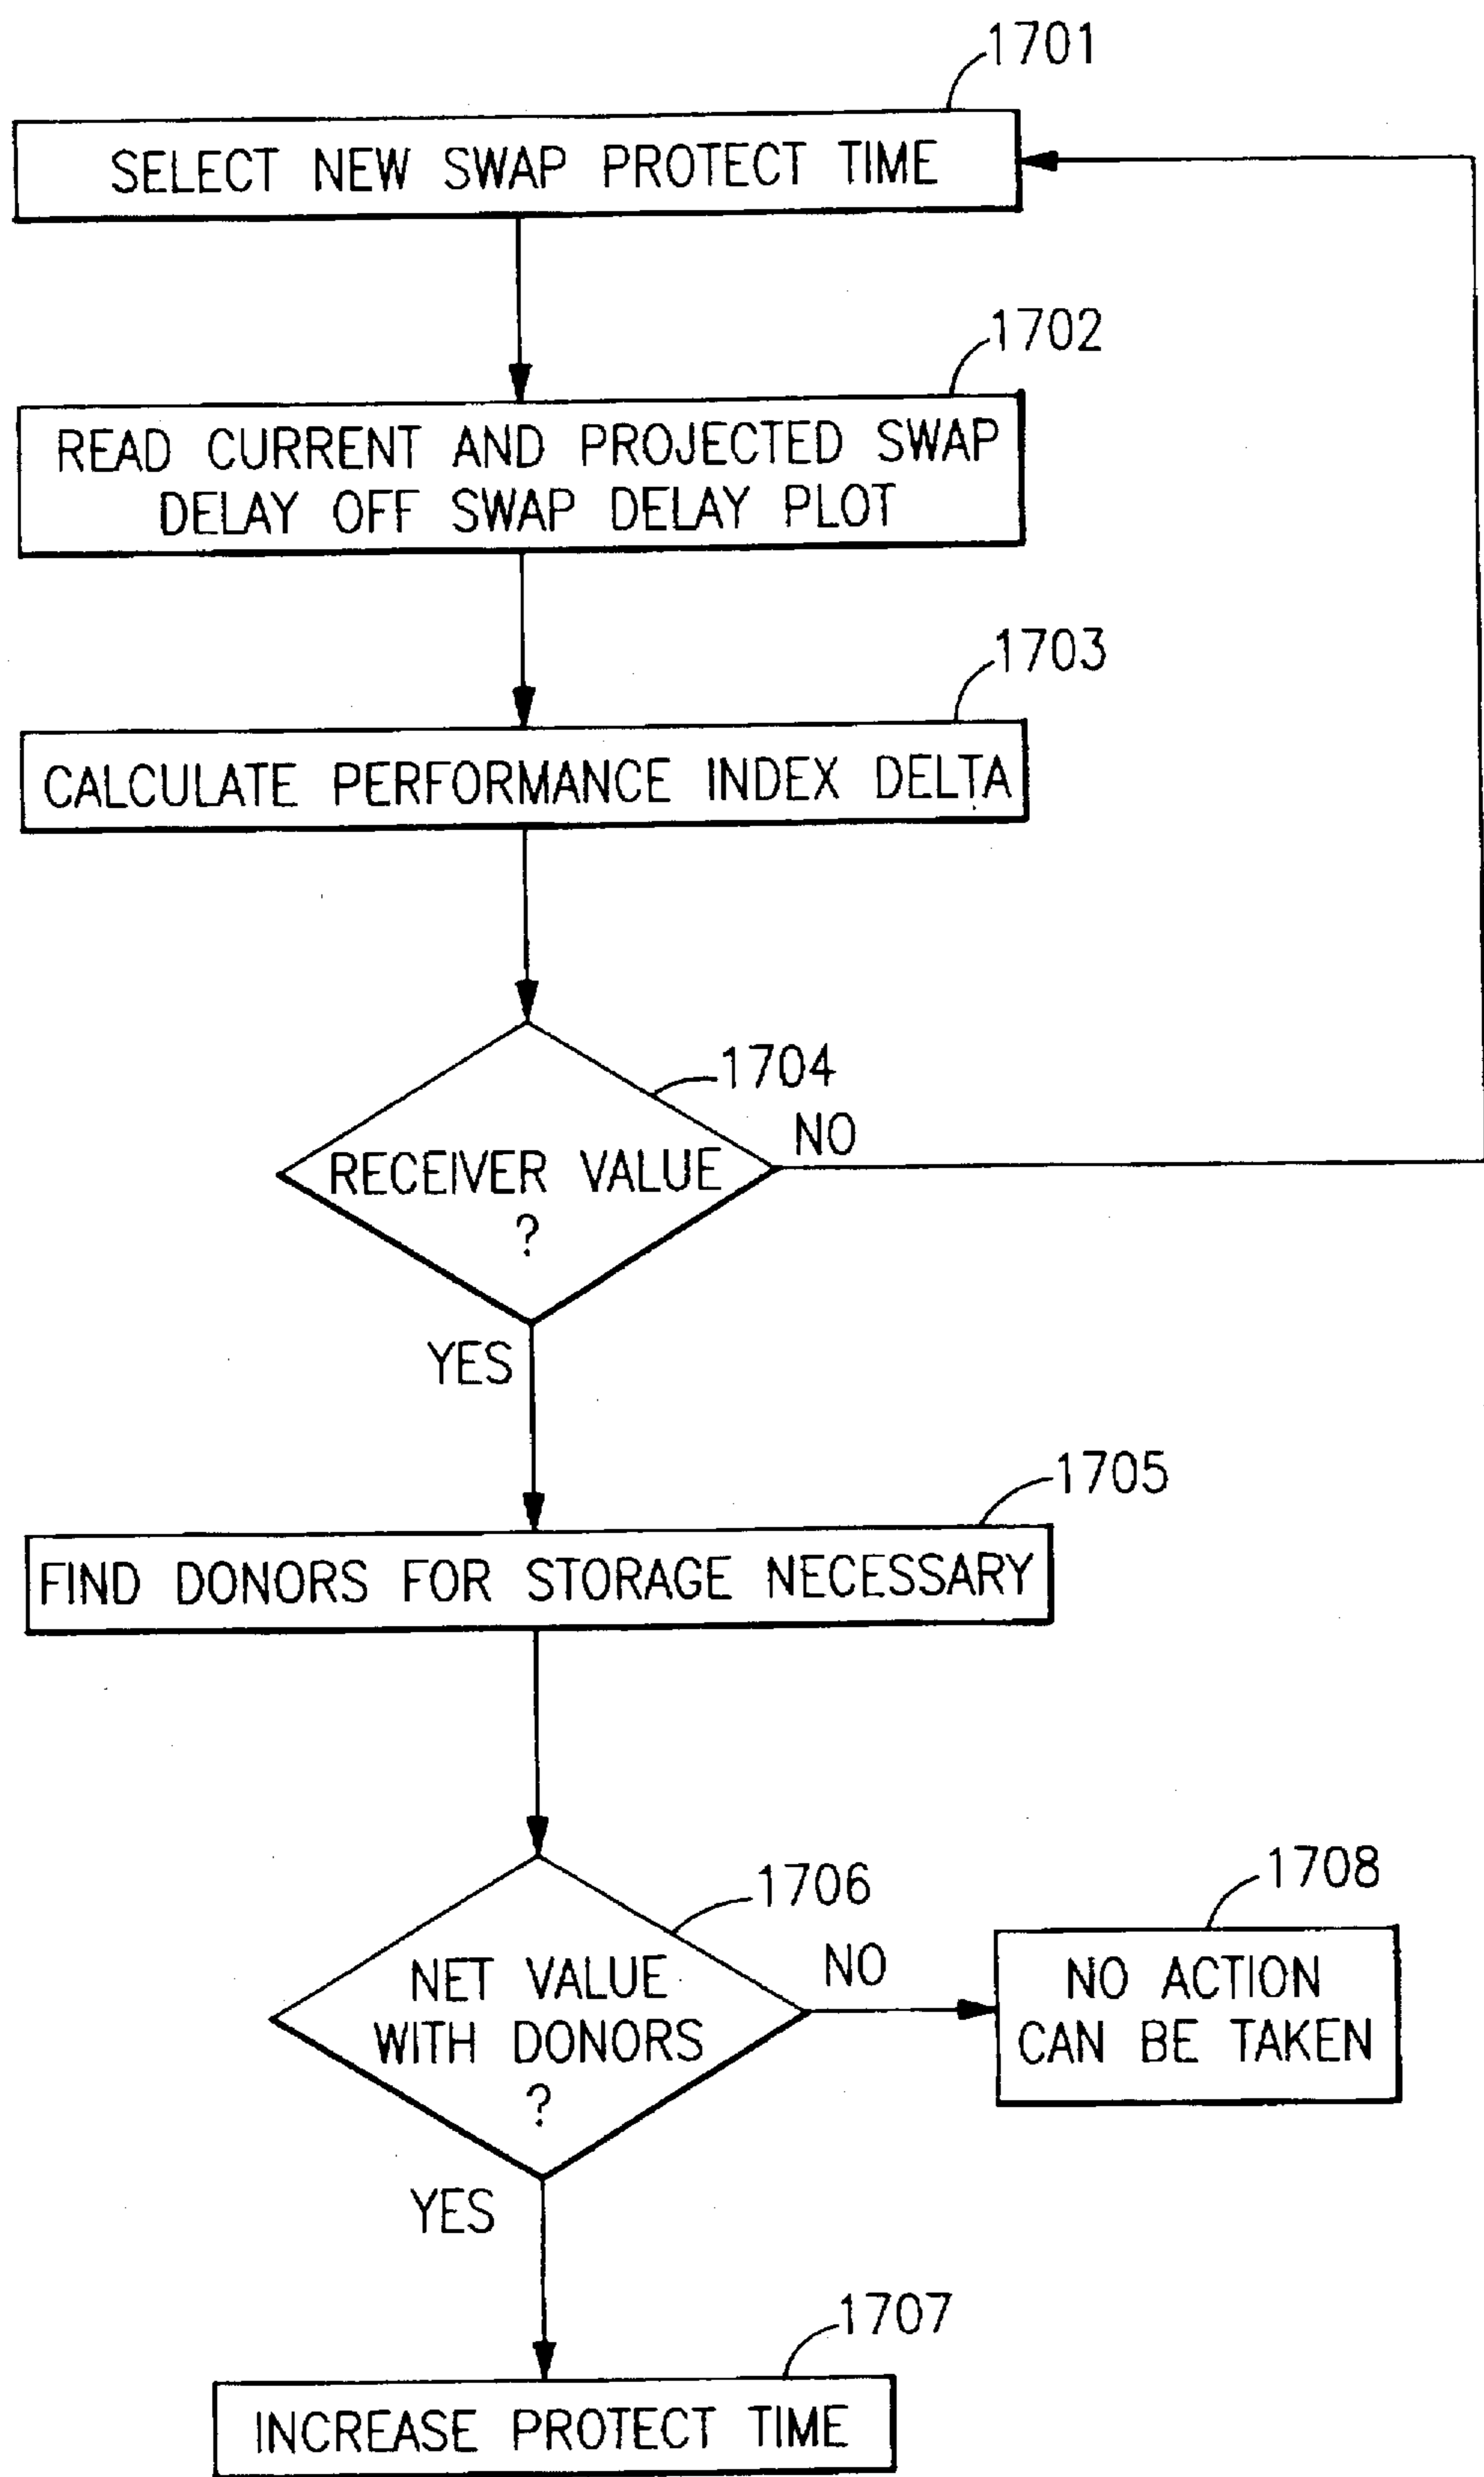 1701
SELECT NEW SWAP PROTECT TIME
1702
READ CURRENT AND PROJECTED SWAP
DELAY OFF SWAP DELAY PLOT
1703
CALCULATE PERFORMANCE INDEX DELTA
1704
NO
RECEIVER VALUE
?
YES
1705
FIND DONORS FOR STORAGE NECESSARY
1706
NET VALUE
WITH DONORS
?
NO
1708
NO ACTION
CAN BE TAKEN
YES
1707
INCREASE PROTECT TIME